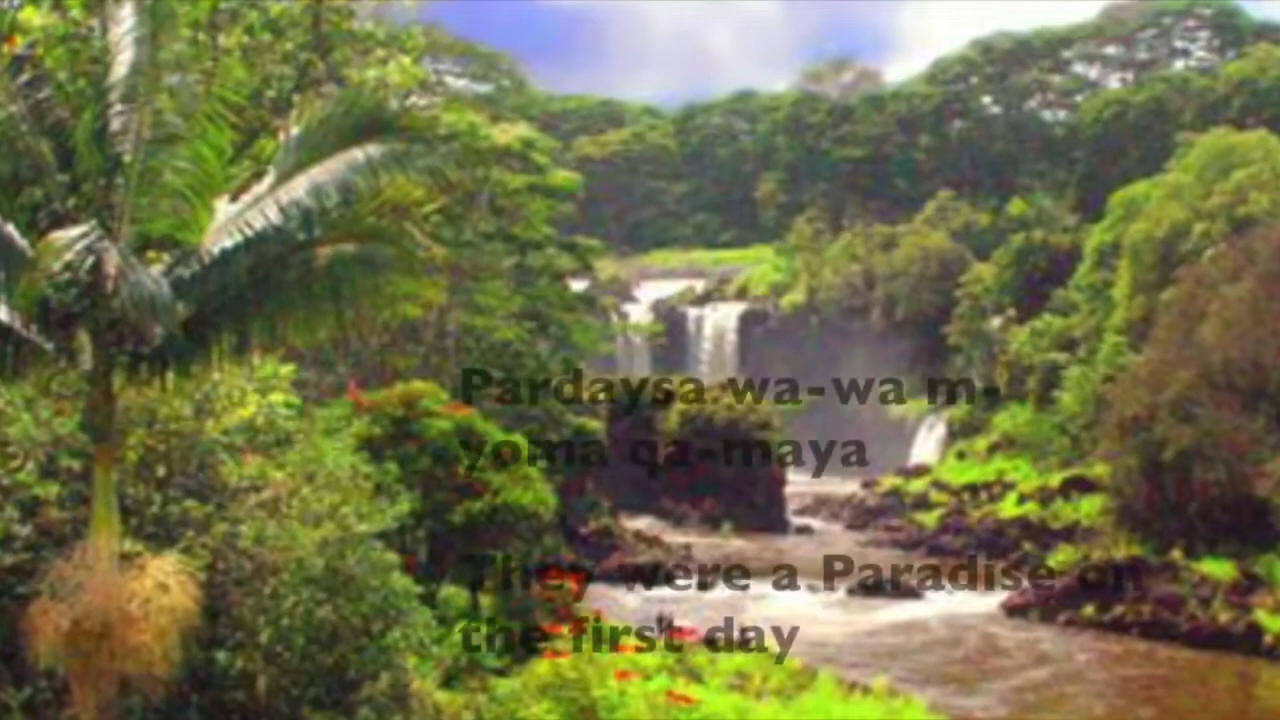 Pardaysa wa-wa m-
yoma qa-maya
They were a Paradise on
the first day